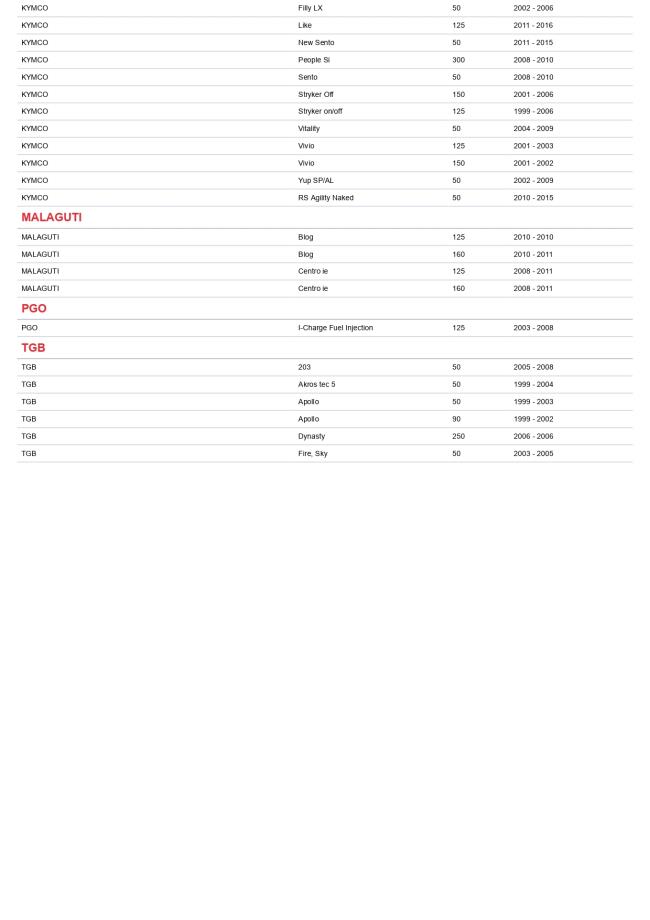 KYMCO Filly LX 50 2002 - 2006
KYMCO Like 125 2011 - 2016
KYMCO New Sento 50 2011 - 2015
KYMCO People Si 300 2008 - 2010
KYMCO Sento 50 2008 - 2010
KYMCO Stryker Off 150 2001 - 2006
KYMCO Stryker on/off 125 1999 - 2006
KYMCO Vitality 50 2004 - 2009
KYMCO Vivio 125 2001 - 2003
KYMCO Vivio 150 2001 - 2002
KYMCO Yup SP/AL 50 2002 - 2009
KYMCO RS Agility Naked 50 2010 - 2015
MALAGUTI
MALAGUTI Blog 125 2010 - 2010
MALAGUTI Blog 160 2010 - 2011
MALAGUTI Centro ie 125 2008 - 2011
MALAGUTI Centro ie 160 2008 - 2011
PGO
PGO I-Charge Fuel Injection 125 2003 - 2008
TGB
TGB 203 50 2005 - 2008
TGB Akros tec 5 50 1999 - 2004
TGB Apollo 50 1999 - 2003
TGB Apollo 90 1999 - 2002
TGB Dynasty 250 2006 - 2006
TGB Fire, Sky 50 2003 - 2005